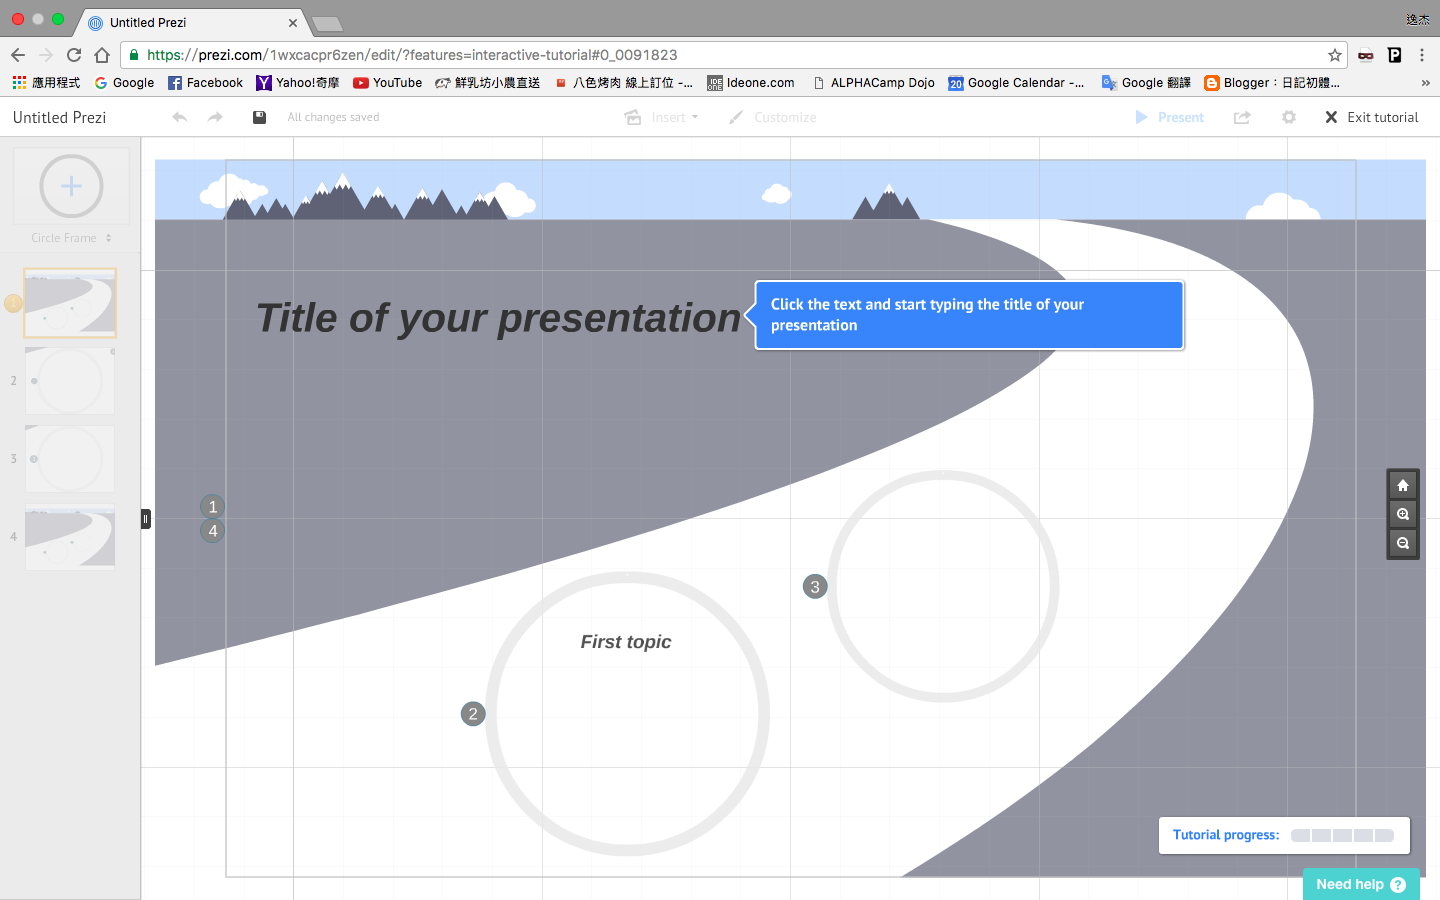 Untitled Prezi
逸杰
https://prezi.com/1wxcacpr6zen/edit/?features=interactive-tutorial#0_0091823
應用程式 Google Facebook Yahoo!奇摩 YouTube 鮮乳坊小農直送 八色烤肉 線上訂位 -... Ideone.com ALPHACamp Dojo Google Calendar -... Google 翻譯 Blogger：日記初體... »
Untitled Prezi All changes saved Insert Customize Present Exit tutorial
Circle Frame
1
2
3
4
Title of your presentation
Click the text and start typing the title of your
presentation
1
4
3
First topic
2
Tutorial progress:
Need help ?